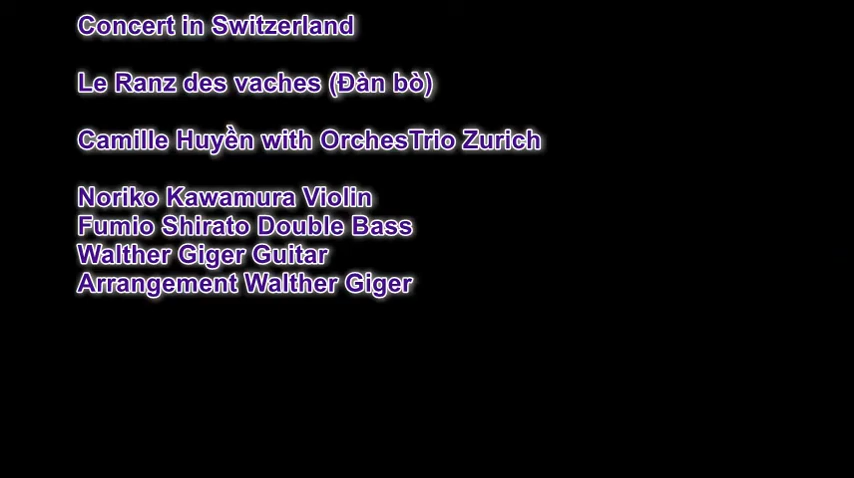 Concert in Switzerland
Le Ranz des vaches (Đàn bò)
Camille Huyền with OrchesTrio Zurich
Noriko Kawamura Violin
Fumio Shirato Double Bass
Walther Giger Guitar
Arrangement Walther Giger